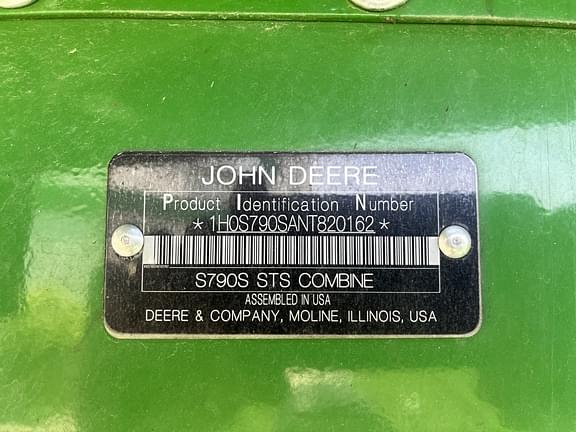 JOHN DEERE
Product Identification Number
*1H0S790SANT820162*
S790S STS COMBINE
ASSEMBLED IN USA
DEERE & COMPANY, MOLINE, ILLINOIS, USA